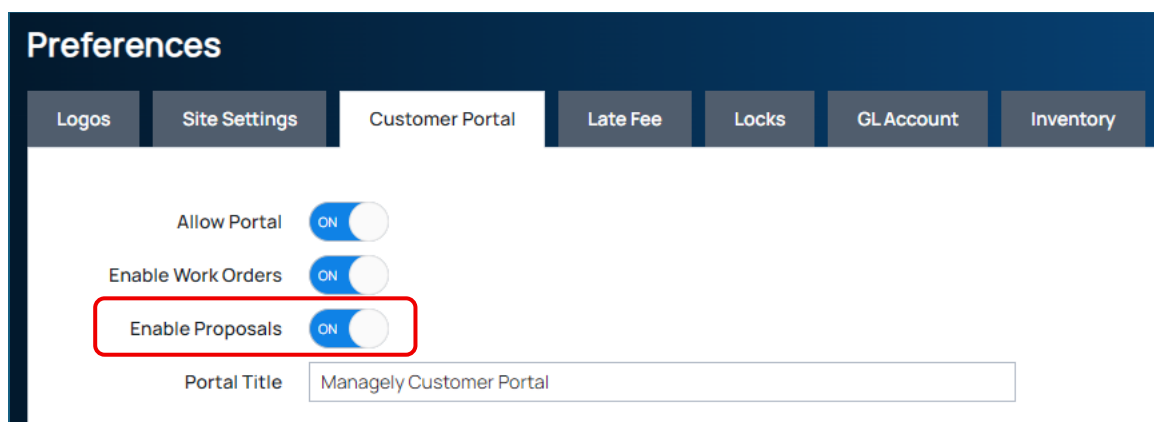 Preferences
Logos Site Settings Customer Portal Late Fee Locks GL Account Inventory
Allow Portal ON
Enable Work Orders ON
Enable Proposals ON
Portal Title Managely Customer Portal